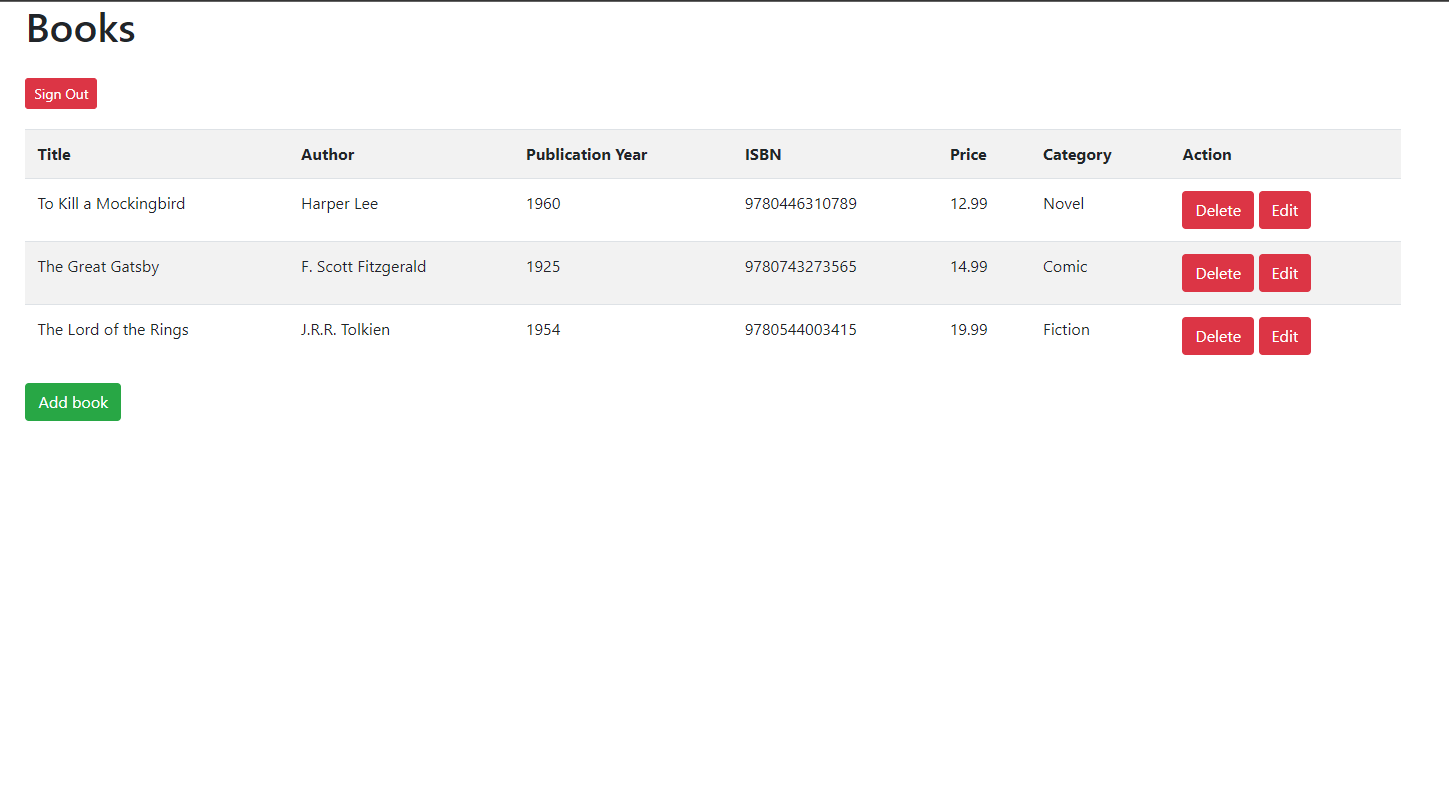 Books
Sign Out
Title Author Publication Year ISBN Price Category Action
To Kill a Mockingbird Harper Lee 1960 9780446310789 12.99 Novel Delete Edit
The Great Gatsby F. Scott Fitzgerald 1925 9780743273565 14.99 Comic Delete Edit
The Lord of the Rings J.R.R. Tolkien 1954 9780544003415 19.99 Fiction Delete Edit
Add book